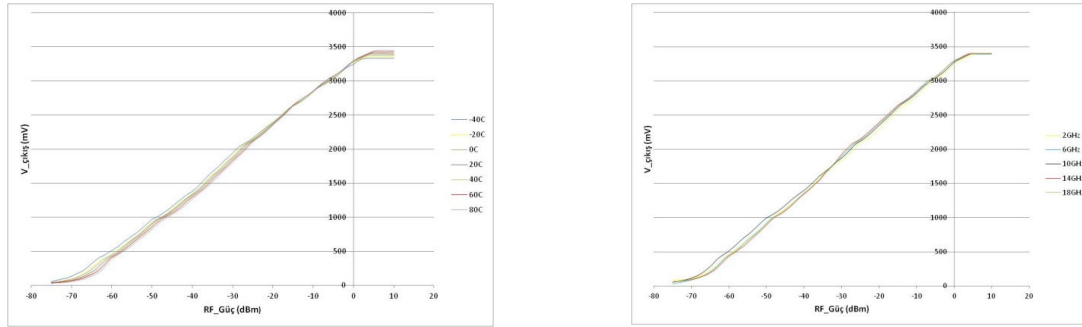 4000
3500
3000
2500
2000
1500
1000
500
0
-80
-70
-60
-50
-40
-30
-20
-10
0
10
20
V_çıkış (mV)
RF_Güç (dBm)
-40C
-20C
0C
20C
40C
60C
80C
4000
3500
3000
2500
2000
1500
1000
500
0
-80
-70
-60
-50
-40
-30
-20
-10
0
10
20
V_çıkış (mV)
RF_Güç (dBm)
2GHz
6GHz
10GH
14GH
18GH